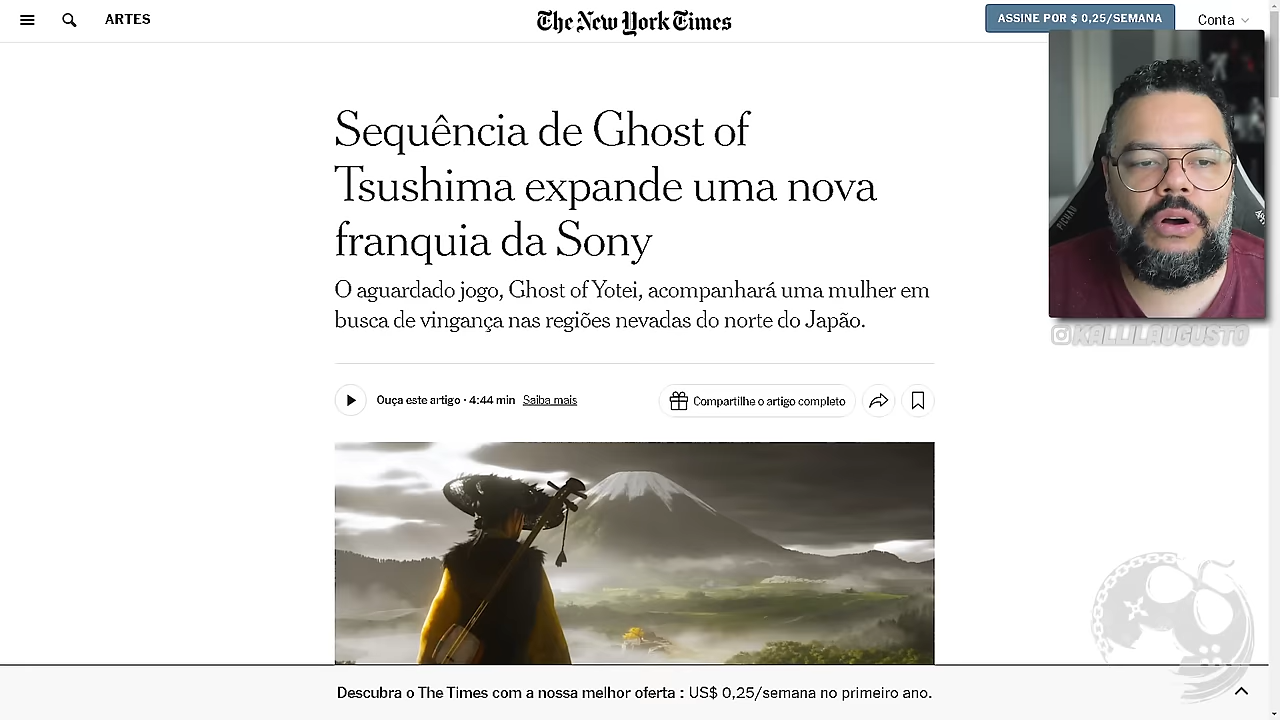 ARTES
The New York Times
ASSINE POR $ 0,25/SEMANA
Conta
Sequência de Ghost of
Tsushima expande uma nova
franquia da Sony
O aguardado jogo, Ghost of Yotei, acompanhará uma mulher em
busca de vingança nas regiões nevadas do norte do Japão.
Ouça este artigo • 4:44 min Saiba mais
Compartilhe o artigo completo
PICHAU
@KALLILAUGUSTO
Descubra o The Times com a nossa melhor oferta : US$ 0,25/semana no primeiro ano.